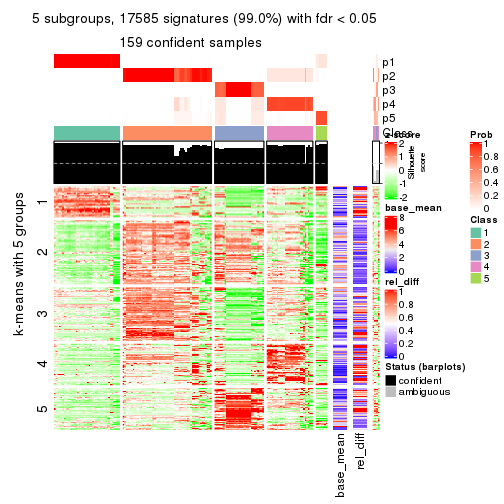 5 subgroups, 17585 signatures (99.0%) with fdr < 0.05
159 confident samples
p1
p2
p3
p4
p5
Class
Silhouette
score
k-means with 5 groups
1
2
3
4
5
base_mean
rel_diff
z-score
2
1
0
-1
-2
base_mean
8
6
4
2
0
rel_diff
1
0.8
0.6
0.4
0.2
0
Status (barplots)
confident
ambiguous
Prob
1
0.8
0.6
0.4
0.2
0
Class
1
2
3
4
5